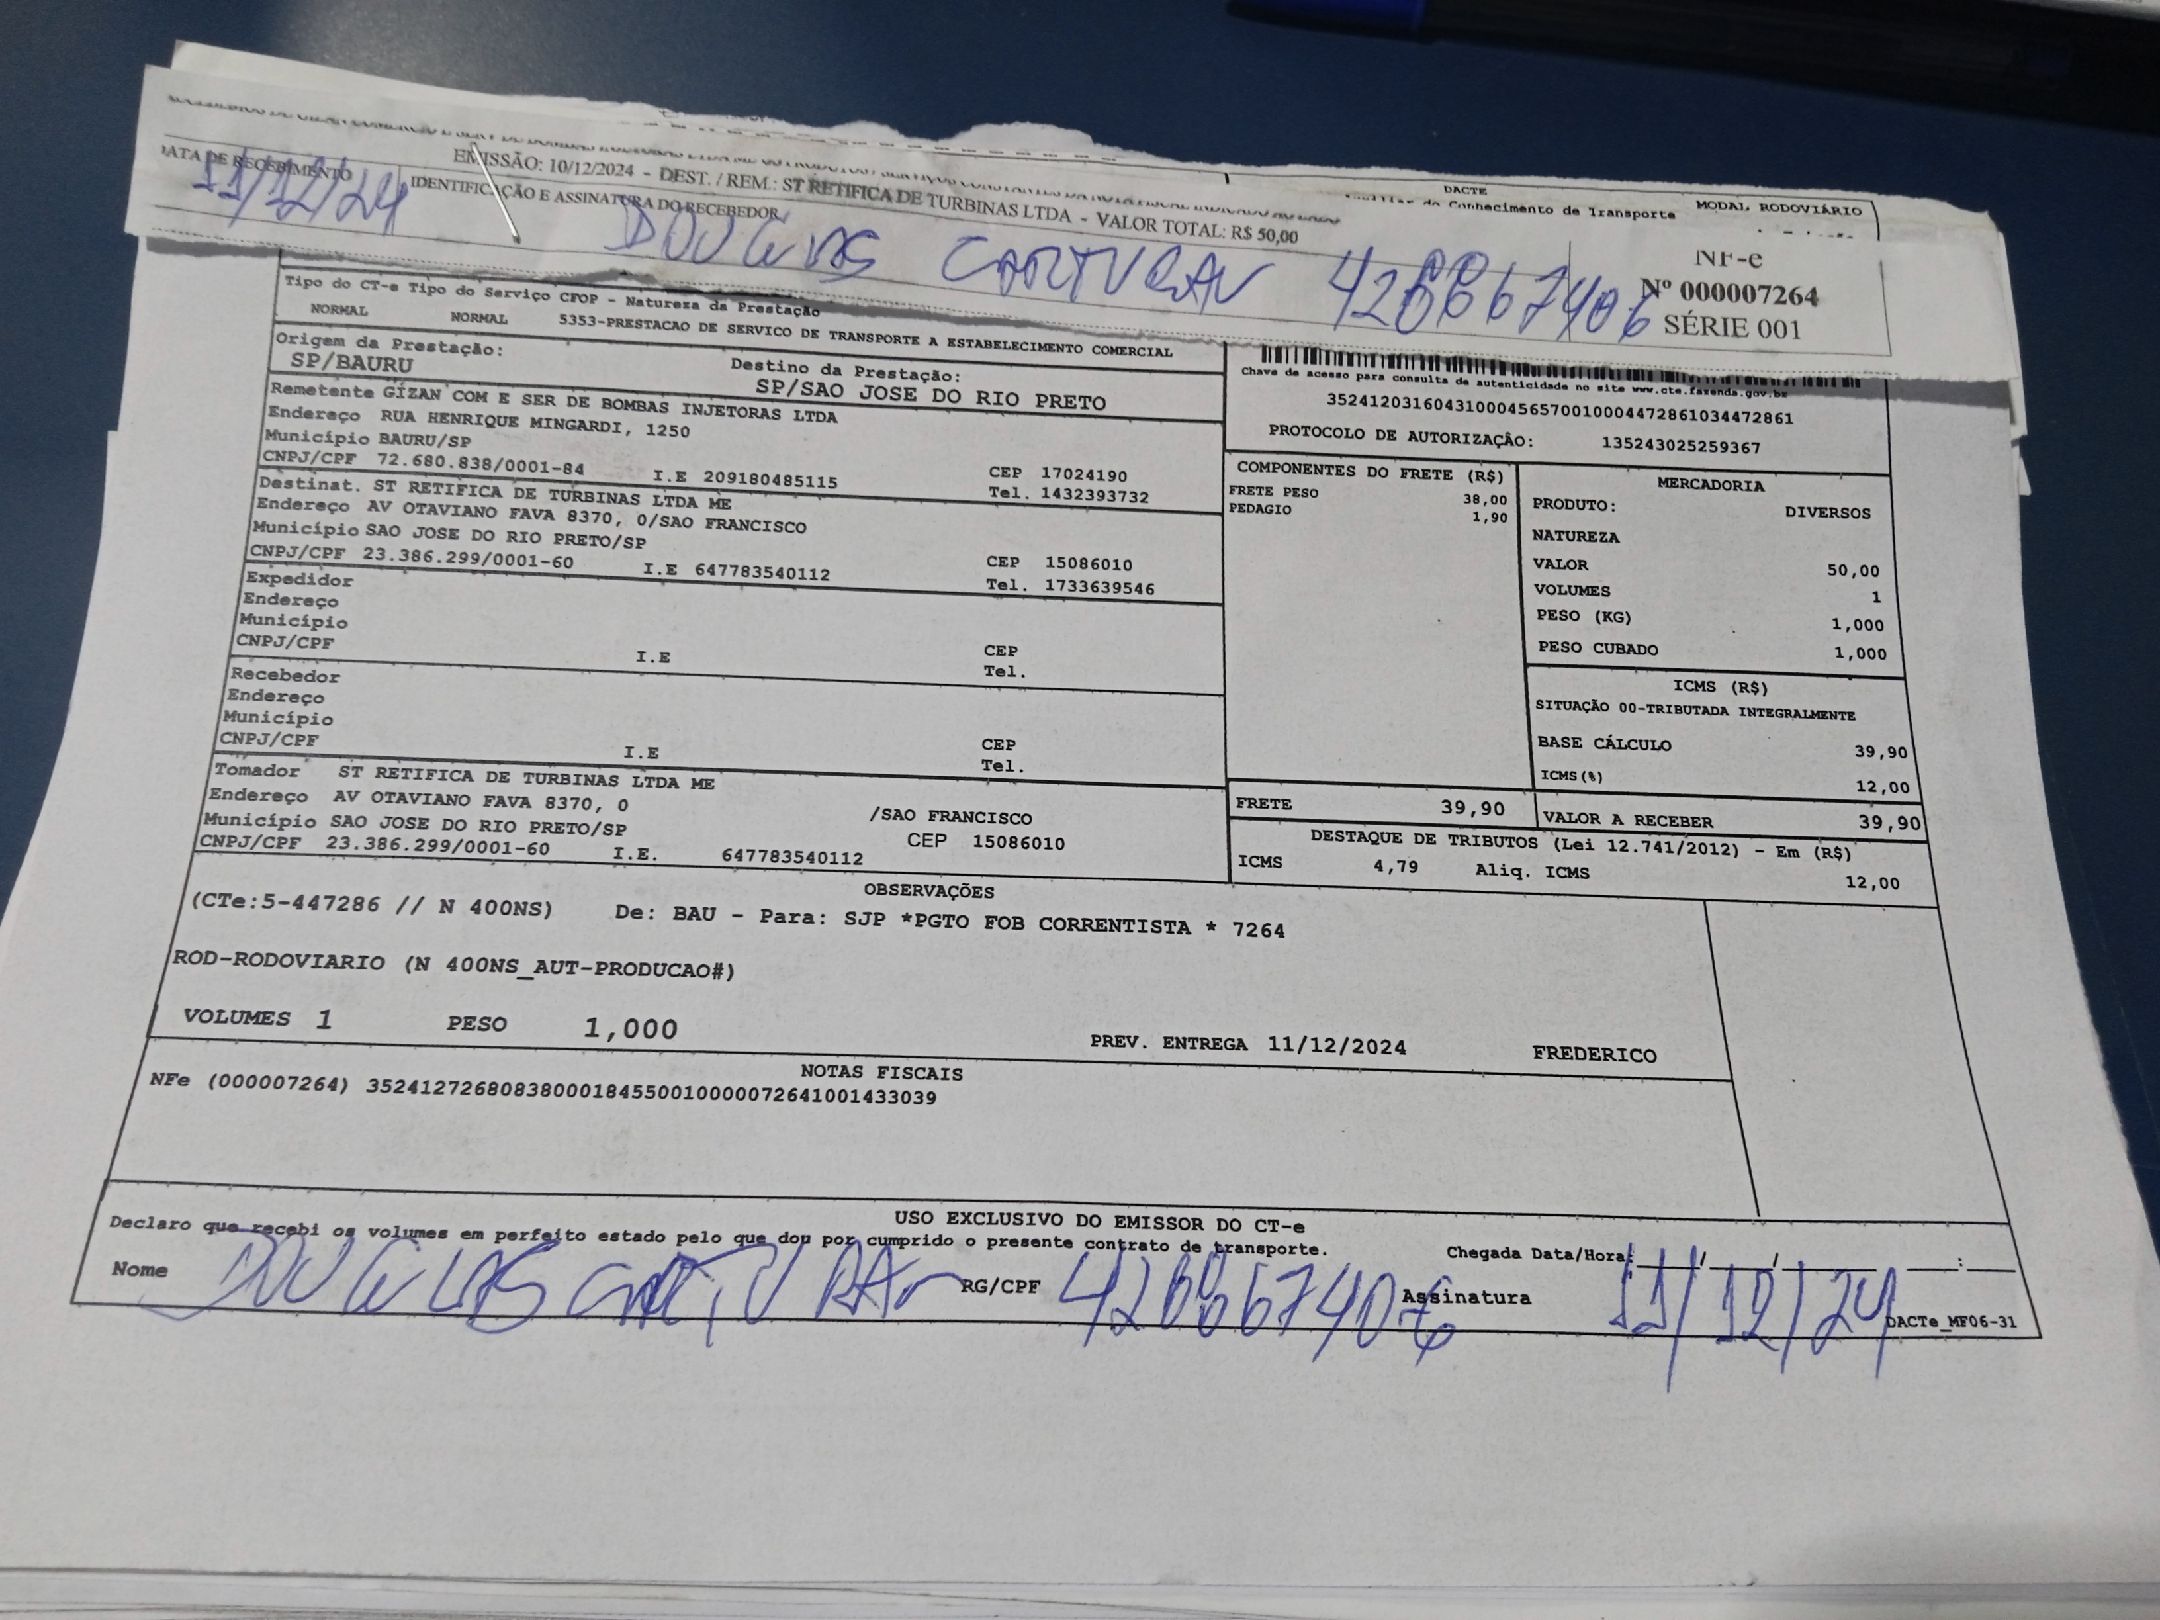 DATA DE RECEBIMENTO
11/12/24
EMISSÃO: 10/12/2024 - DEST. / REM.: ST RETIFICA DE TURBINAS LTDA - VALOR TOTAL: R$ 50,00
IDENTIFICAÇÃO E ASSINATURA DO RECEBEDOR
DOUGLAS CARTURAN 428867406
NF-e
Nº 000007264
SÉRIE 001
DACTE
do Conhecimento de Transporte
MODAL RODOVIÁRIO
Tipo do CT-e Tipo do Serviço CFOP - Natureza da Prestação
NORMAL NORMAL 5353-PRESTACAO DE SERVICO DE TRANSPORTE A ESTABELECIMENTO COMERCIAL
Origem da Prestação: Destino da Prestação:
SP/BAURU SP/SAO JOSE DO RIO PRETO
Chave de acesso para consulta de autenticidade no site www.cte.fazenda.gov.br
35241203160431000456570010004472861034472861
PROTOCOLO DE AUTORIZAÇÃO: 135243025259367
Remetente GIZAN COM E SER DE BOMBAS INJETORAS LTDA
Endereço RUA HENRIQUE MINGARDI, 1250
Município BAURU/SP CEP 17024190
CNPJ/CPF 72.680.838/0001-84 I.E 209180485115 Tel. 1432393732
Destinat. ST RETIFICA DE TURBINAS LTDA ME
Endereço AV OTAVIANO FAVA 8370, 0/SAO FRANCISCO
Município SAO JOSE DO RIO PRETO/SP CEP 15086010
CNPJ/CPF 23.386.299/0001-60 I.E 647783540112 Tel. 1733639546
Expedidor
Endereço
Município CEP
CNPJ/CPF I.E Tel.
Recebedor
Endereço
Município CEP
CNPJ/CPF I.E Tel.
Tomador ST RETIFICA DE TURBINAS LTDA ME
Endereço AV OTAVIANO FAVA 8370, 0 /SAO FRANCISCO
Município SAO JOSE DO RIO PRETO/SP CEP 15086010
CNPJ/CPF 23.386.299/0001-60 I.E. 647783540112
COMPONENTES DO FRETE (R$)
FRETE PESO 38,00
PEDAGIO 1,90
MERCADORIA
PRODUTO: DIVERSOS
NATUREZA
VALOR 50,00
VOLUMES 1
PESO (KG) 1,000
PESO CUBADO 1,000
ICMS (R$)
SITUAÇÃO 00-TRIBUTADA INTEGRALMENTE
BASE CÁLCULO 39,90
ICMS(%) 12,00
FRETE 39,90 VALOR A RECEBER 39,90
DESTAQUE DE TRIBUTOS (Lei 12.741/2012) - Em (R$)
ICMS 4,79 Aliq. ICMS 12,00
OBSERVAÇÕES
(CTe:5-447286 // N 400NS) De: BAU - Para: SJP *PGTO FOB CORRENTISTA * 7264
ROD-RODOVIARIO (N 400NS_AUT-PRODUCAO#)
VOLUMES 1 PESO 1,000 PREV. ENTREGA 11/12/2024 FREDERICO
NOTAS FISCAIS
NFe (000007264) 35241272680838000184550010000072641001433039
USO EXCLUSIVO DO EMISSOR DO CT-e
Declaro que recebi os volumes em perfeito estado pelo que dou por cumprido o presente contrato de transporte. Chegada Data/Hora: / / :
Nome DOUGLAS CARTURAN RG/CPF 428867406 Assinatura 11/12/24
DACTe_MF06-31